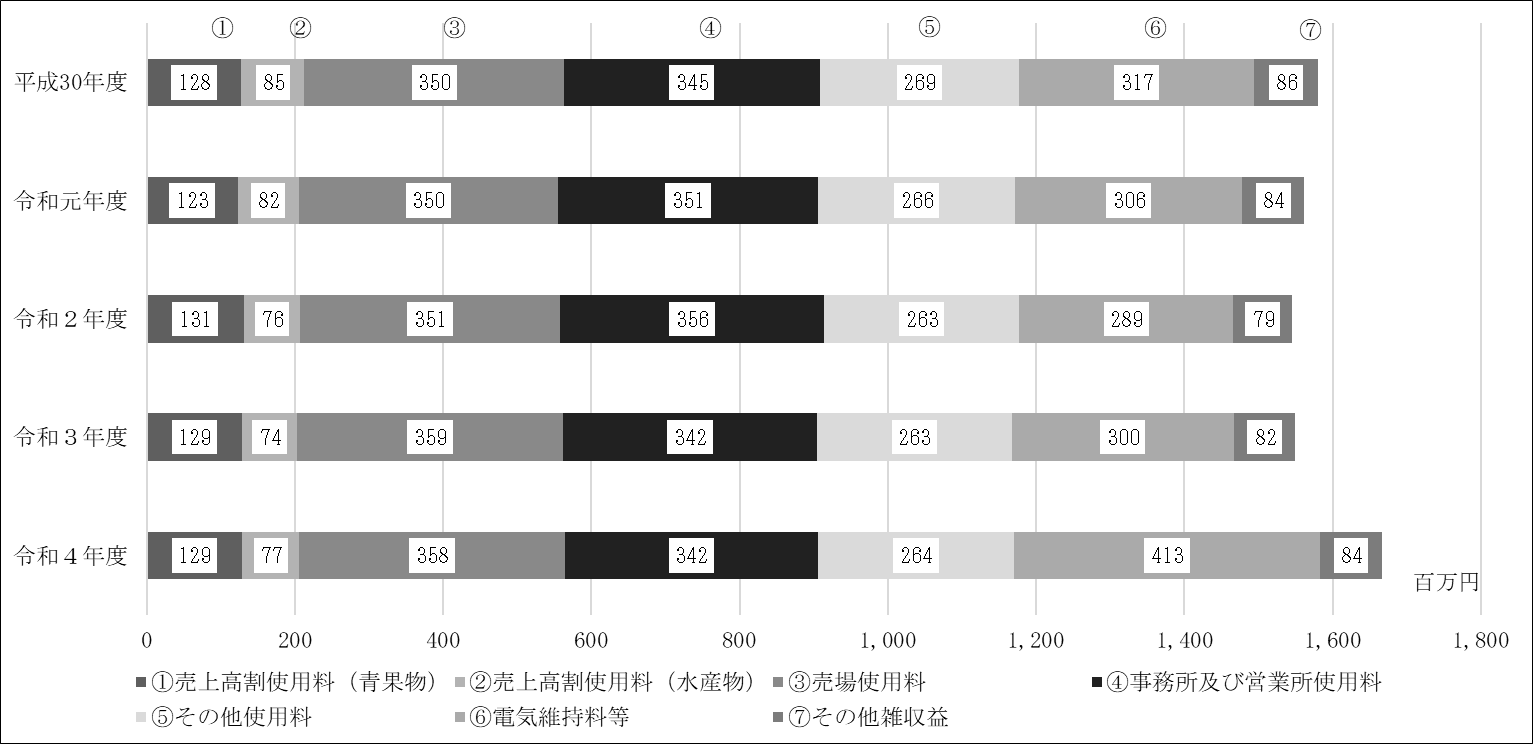 ① ② ③ ④ ⑤ ⑥ ⑦
平成30年度 128 85 350 345 269 317 86
令和元年度 123 82 350 351 266 306 84
令和２年度 131 76 351 356 263 289 79
令和３年度 129 74 359 342 263 300 82
令和４年度 129 77 358 342 264 413 84
百万円
0 200 400 600 800 1,000 1,200 1,400 1,600 1,800
①売上高割使用料（青果物） ②売上高割使用料（水産物） ③売場使用料 ④事務所及び営業所使用料
⑤その他使用料 ⑥電気維持料等 ⑦その他雑収益